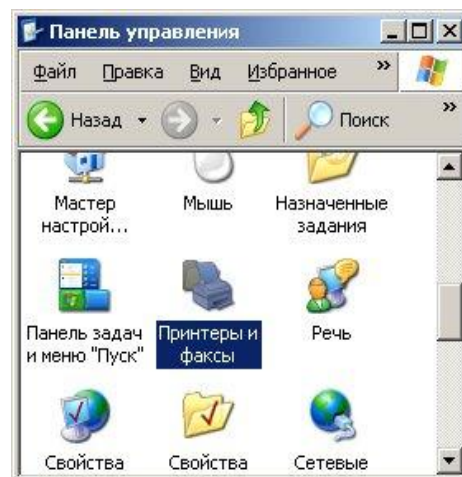 Панель управления
Файл Правка Вид Избранное »
Назад Поиск »
Мастер настрой...
Мышь
Назначенные задания
Панель задач и меню "Пуск"
Принтеры и факсы
Речь
Свойства
Свойства
Сетевые